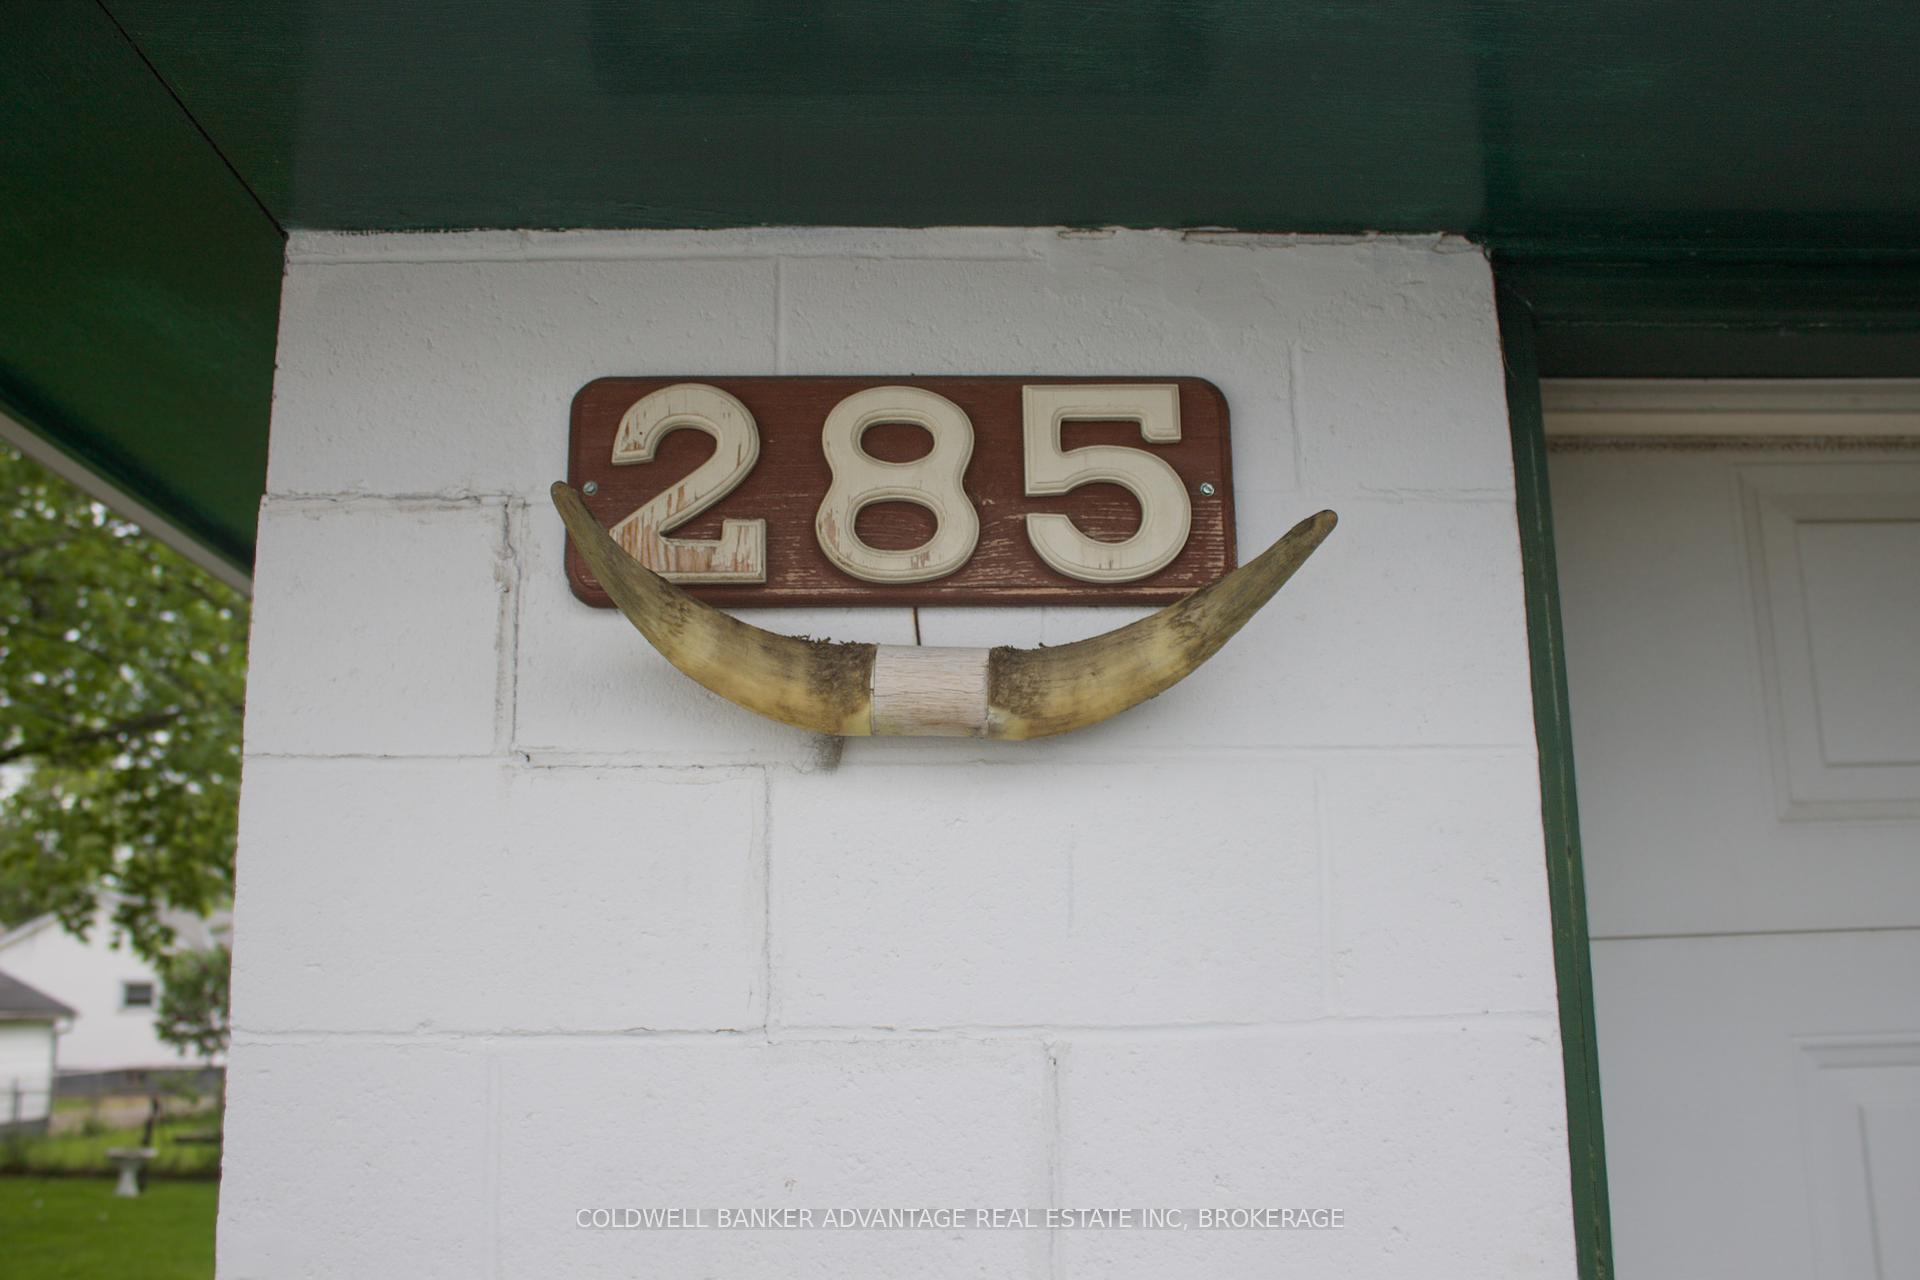 285
COLDWELL BANKER ADVANTAGE REAL ESTATE INC, BROKERAGE